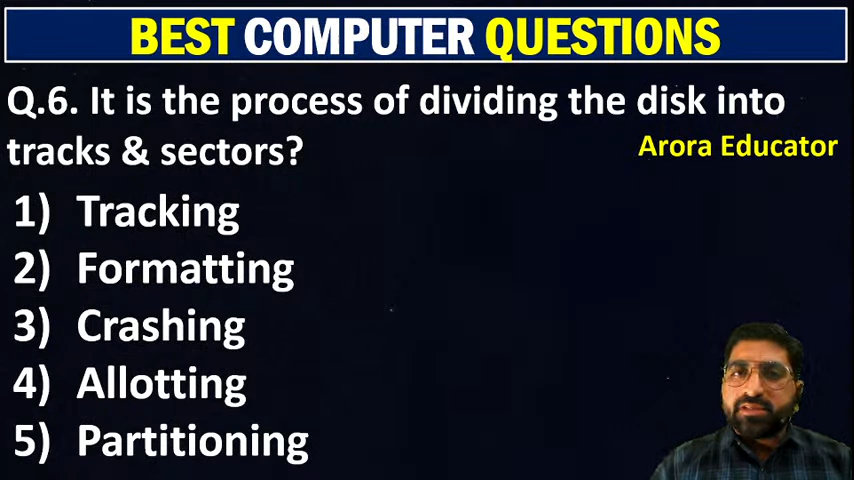 BEST COMPUTER QUESTIONS
Q.6. It is the process of dividing the disk into
tracks & sectors?
Arora Educator
1) Tracking
2) Formatting
3) Crashing
4) Allotting
5) Partitioning